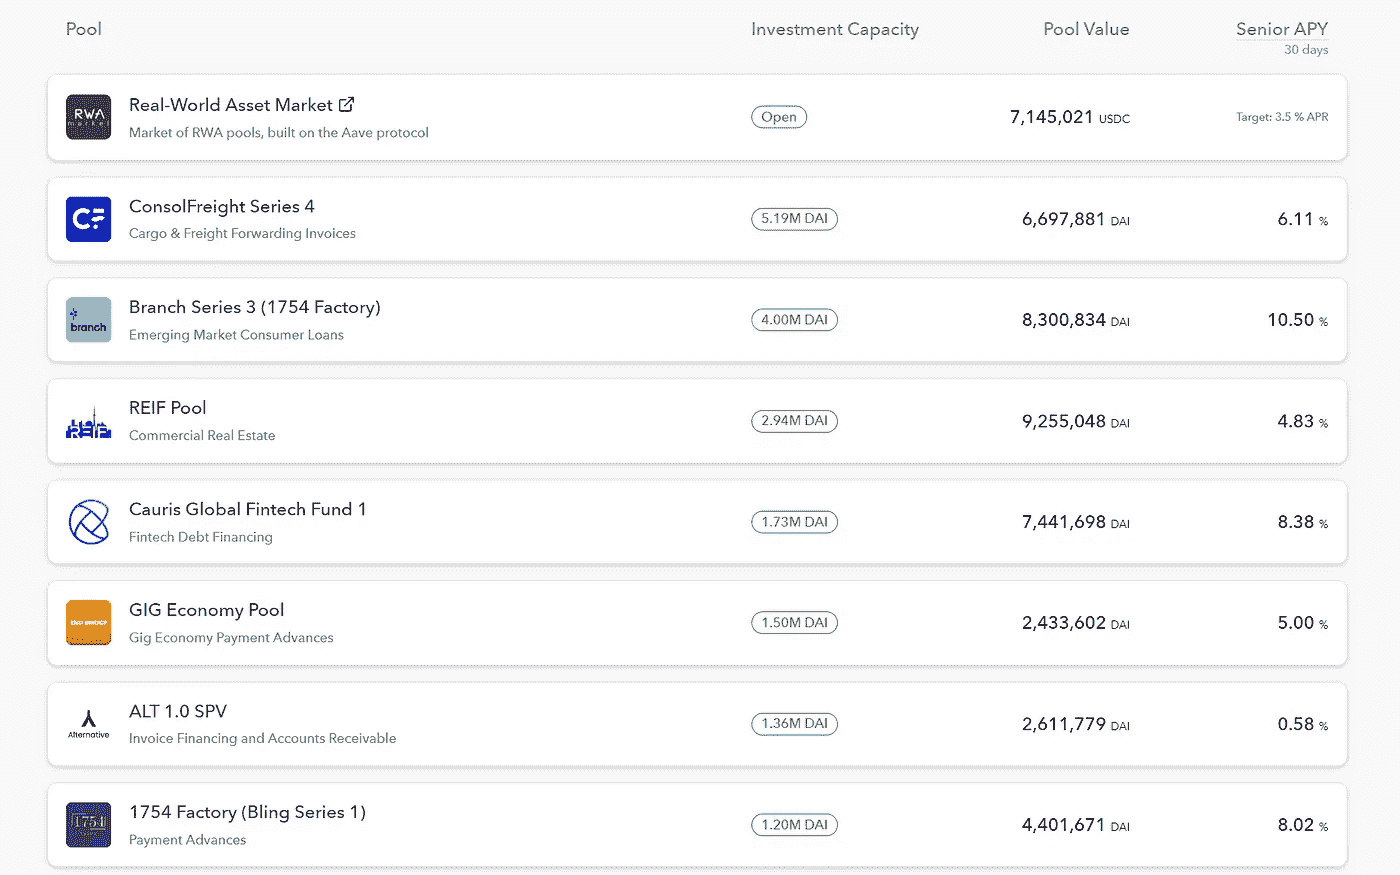 Pool Investment Capacity Pool Value Senior APY
30 days
RWA
market
Real-World Asset Market
Market of RWA pools, built on the Aave protocol
Open
7,145,021 USDC
Target: 3.5 % APR
CF
ConsolFreight Series 4
Cargo & Freight Forwarding Invoices
5.19M DAI
6,697,881 DAI
6.11 %
branch
Branch Series 3 (1754 Factory)
Emerging Market Consumer Loans
4.00M DAI
8,300,834 DAI
10.50 %
REIF
REIF Pool
Commercial Real Estate
2.94M DAI
9,255,048 DAI
4.83 %
Cauris Global Fintech Fund 1
Fintech Debt Financing
1.73M DAI
7,441,698 DAI
8.38 %
GIG Economy Pool
Gig Economy Payment Advances
1.50M DAI
2,433,602 DAI
5.00 %
Alternative
ALT 1.0 SPV
Invoice Financing and Accounts Receivable
1.36M DAI
2,611,779 DAI
0.58 %
1754
1754 Factory (Bling Series 1)
Payment Advances
1.20M DAI
4,401,671 DAI
8.02 %